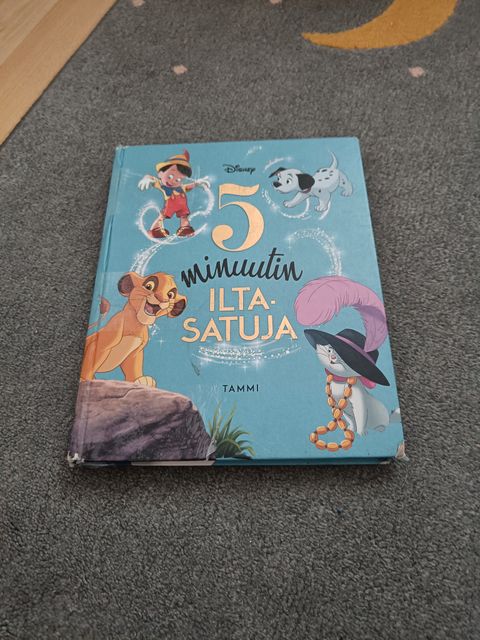 Disney
5
minuutin
ILTA-
SATUJA
TAMMI